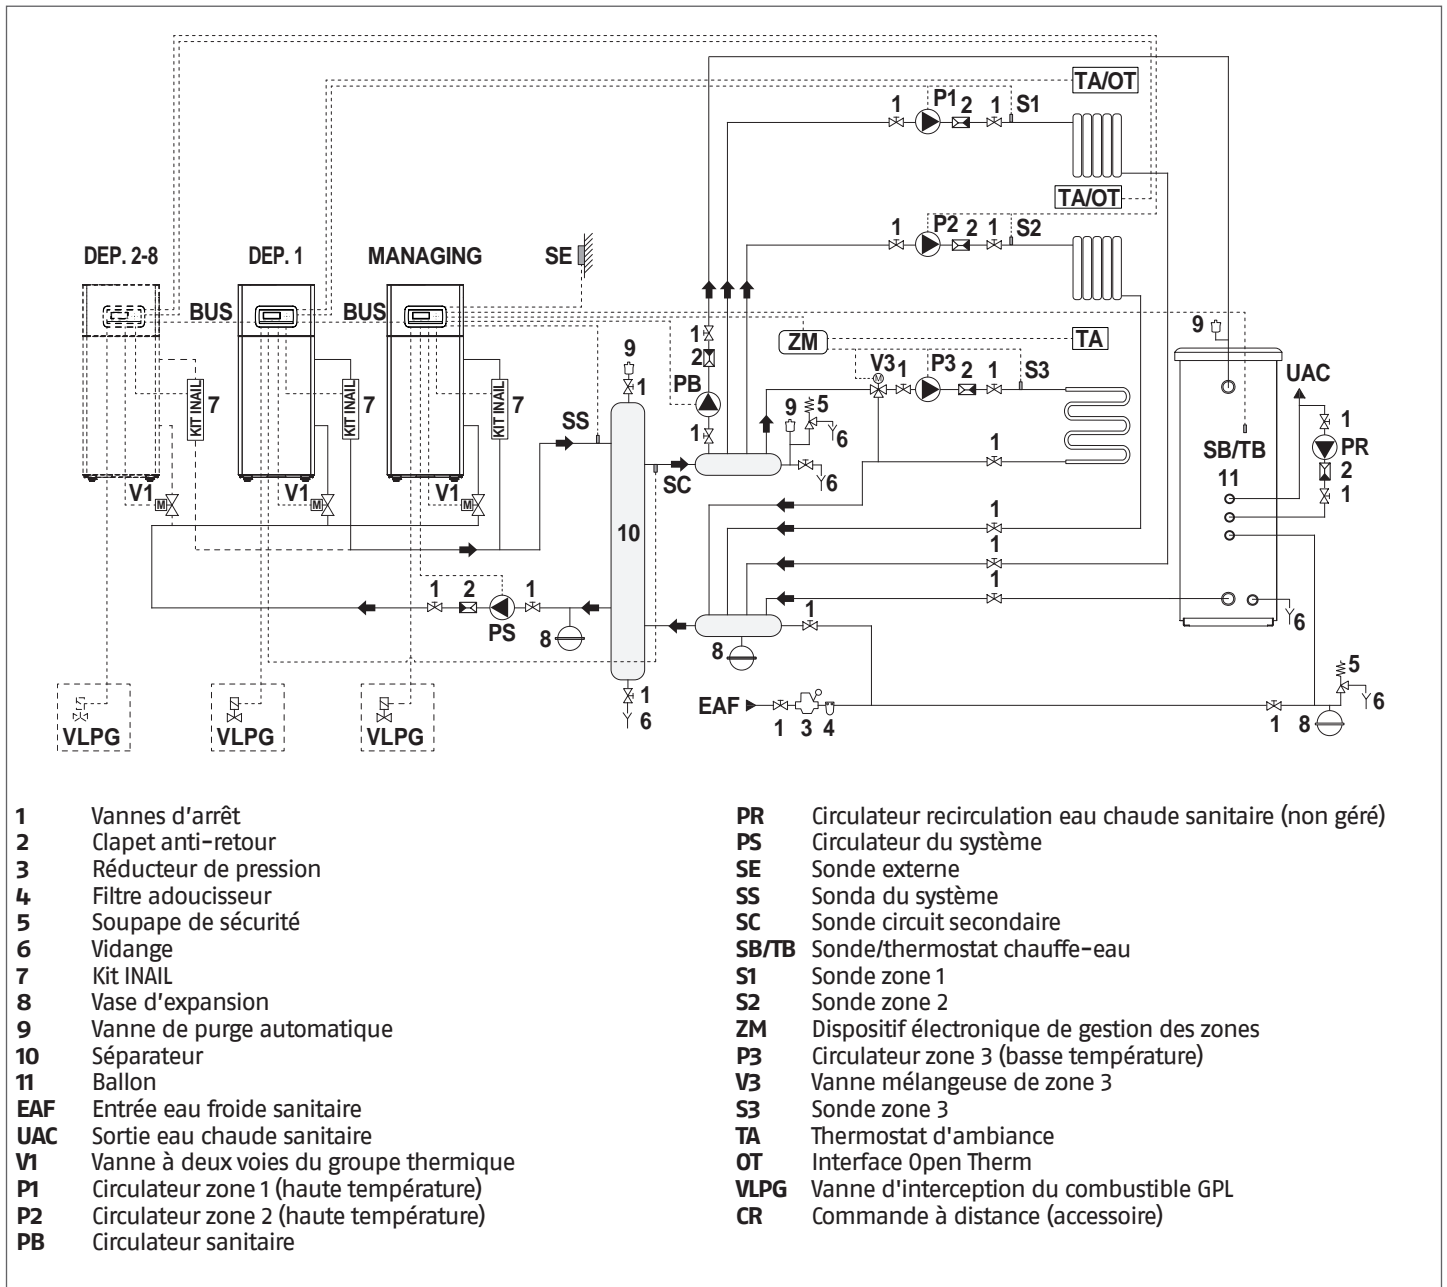 TA/OT
1 P1 2 1 S1
TA/OT
1 P2 2 1 S2
DEP. 2-8 DEP. 1 MANAGING SE
BUS BUS
9
1 ZM TA
2 V3 1 P3 2 1 S3
9 1 PB UAC
KIT INAIL 7 KIT INAIL 7 KIT INAIL 7
SS 9 5 6 1
1 1 SB/TB PR
SC 6 11 2
V1 V1 V1 1
M M M M
10 1
1
1
1 2 1 1
PS 8 8 6
5
1 EAF 6
VLPG VLPG VLPG 6 1 3 4 1 8
1 Vannes d'arrêt
2 Clapet anti-retour
3 Réducteur de pression
4 Filtre adoucisseur
5 Soupape de sécurité
6 Vidange
7 Kit INAIL
8 Vase d'expansion
9 Vanne de purge automatique
10 Séparateur
11 Ballon
EAF Entrée eau froide sanitaire
UAC Sortie eau chaude sanitaire
V1 Vanne à deux voies du groupe thermique
P1 Circulateur zone 1 (haute température)
P2 Circulateur zone 2 (haute température)
PB Circulateur sanitaire
PR Circulateur recirculation eau chaude sanitaire (non géré)
PS Circulateur du système
SE Sonde externe
SS Sonda du système
SC Sonde circuit secondaire
SB/TB Sonde/thermostat chauffe-eau
S1 Sonde zone 1
S2 Sonde zone 2
ZM Dispositif électronique de gestion des zones
P3 Circulateur zone 3 (basse température)
V3 Vanne mélangeuse de zone 3
S3 Sonde zone 3
TA Thermostat d'ambiance
OT Interface Open Therm
VLPG Vanne d'interception du combustible GPL
CR Commande à distance (accessoire)